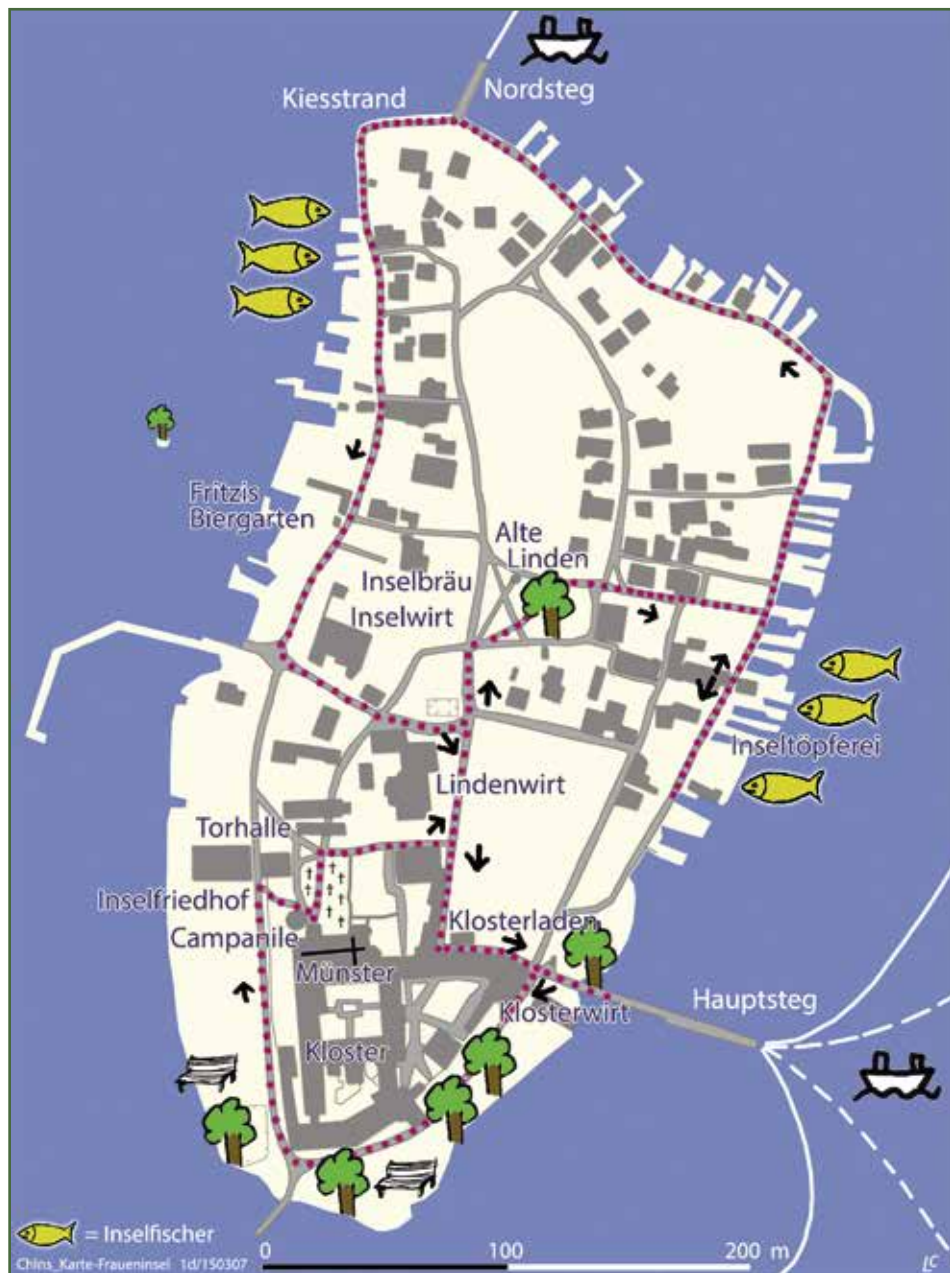 Kiesstrand
Nordsteg
Fritzis
Biergarten
Alte
Linden
Inselbräu
Inselwirt
Inseltöpferei
Lindenwirt
Torhalle
Inselfriedhof
Campanile
Klosterladen
Münster
Hauptsteg
Klosterwirt
Kloster
= Inselfischer
0 100 200 m
ChIns_Karte-Fraueninsel 1d/150307